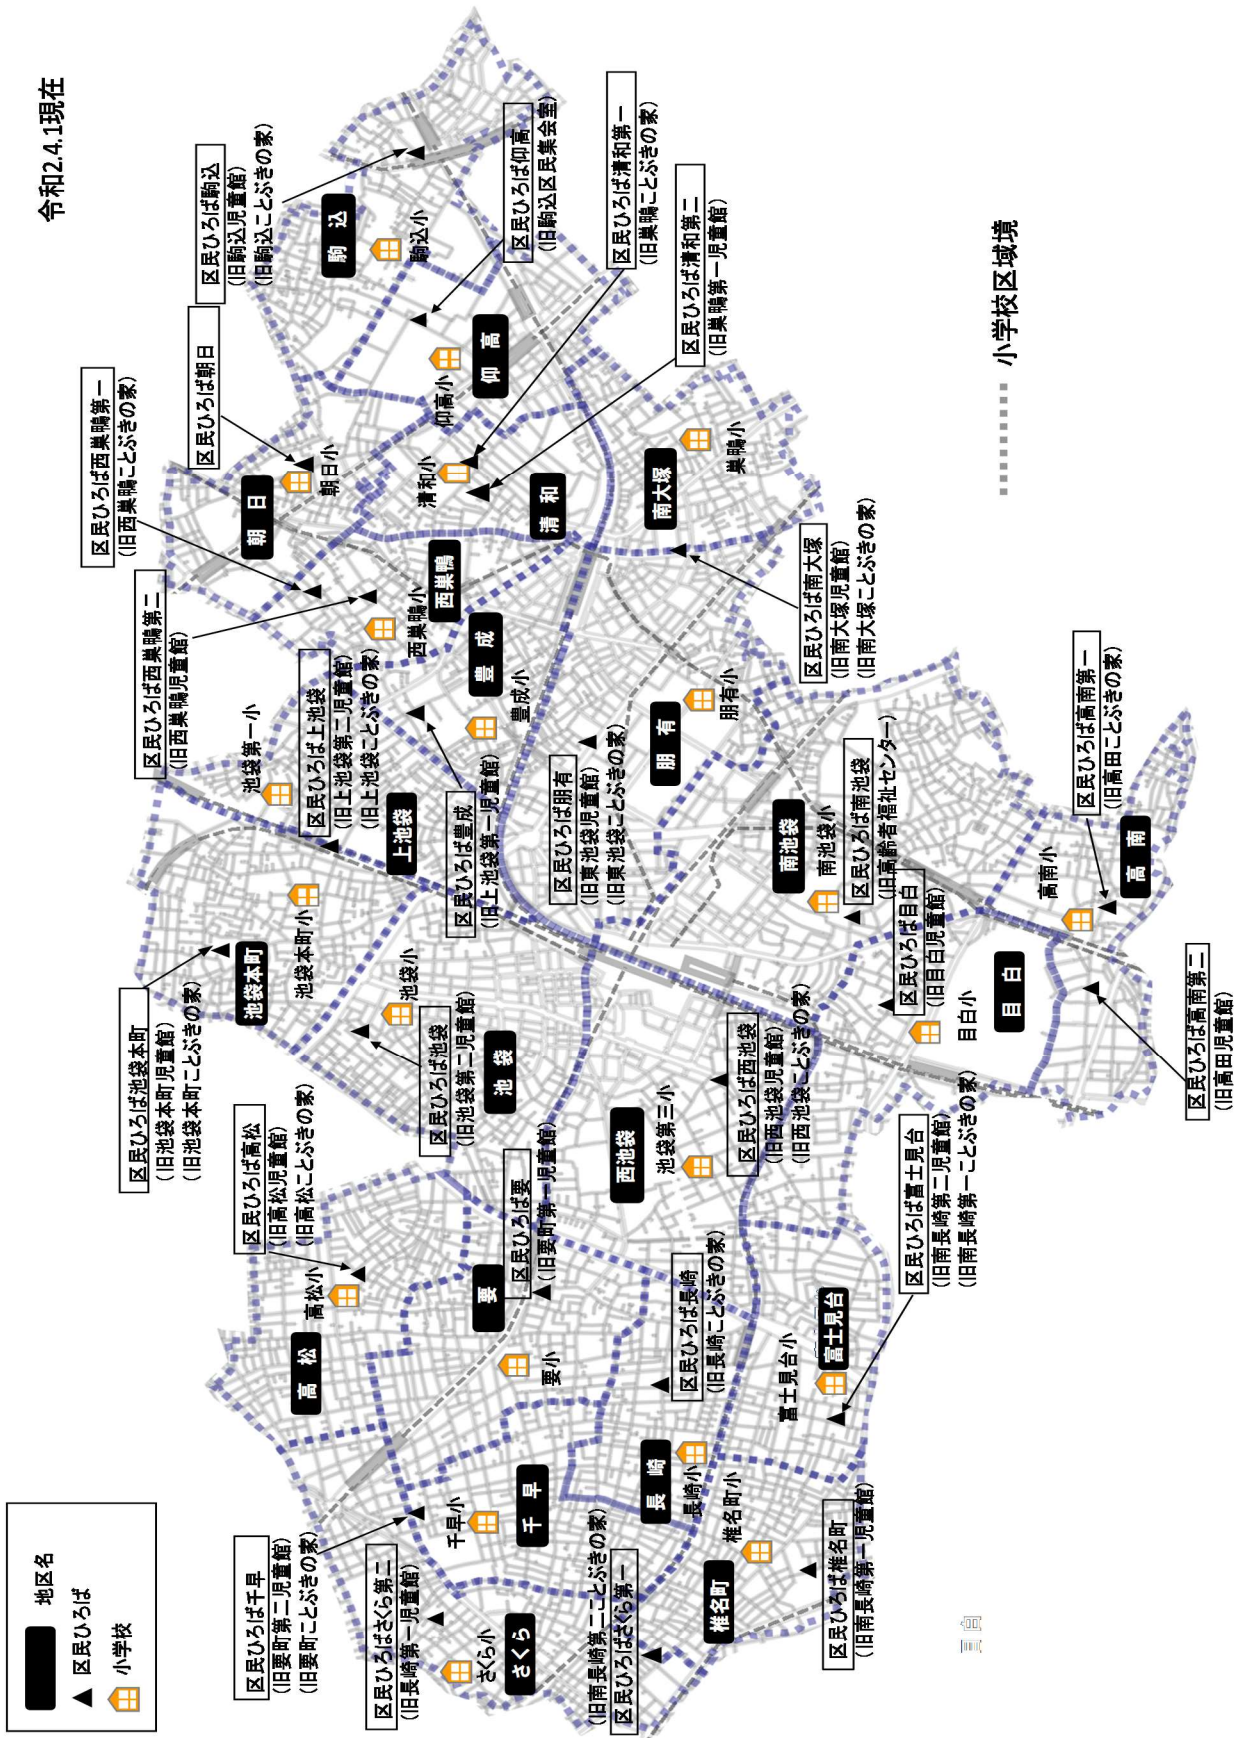 令和2.4.1現在
地区名
区民ひろば
小学校
小学校区域境
区民ひろば千早
(旧要町第二児童館)
(旧要町ことぶきの家)
区民ひろばさくら第二
(旧長崎第一児童館)
さくら小
さくら
(旧南長崎第二ことぶきの家)
区民ひろばさくら第一
千早小
千早
長崎
長崎小
椎名町小
椎名町
区民ひろば椎名町
(旧南長崎第一児童館)
区民ひろば高松
(旧高松児童館)
(旧高松ことぶきの家)
高松小
高松
要
区民ひろば要
(旧要町第一児童館)
要小
区民ひろば長崎
(旧長崎ことぶきの家)
富士見台小
富士見台
区民ひろば富士見台
(旧南長崎第二児童館)
(旧南長崎第一ことぶきの家)
区民ひろば池袋本町
(旧池袋本町児童館)
(旧池袋本町ことぶきの家)
池袋本町
池袋本町小
池袋小
区民ひろば池袋
(旧池袋第二児童館)
池袋
西池袋
池袋第三小
区民ひろば西池袋
(旧西池袋児童館)
(旧西池袋ことぶきの家)
区民ひろば西巣鴨第一
(旧西巣鴨ことぶきの家)
区民ひろば西巣鴨第二
(旧西巣鴨児童館)
池袋第一小
区民ひろば上池袋
(旧上池袋第二児童館)
(旧上池袋ことぶきの家)
上池袋
西巣鴨小
西巣鴨
豊成
豊成小
区民ひろば豊成
(旧上池袋第一児童館)
区民ひろば朋有
(旧東池袋児童館)
(旧東池袋ことぶきの家)
朋有
朋有小
南池袋
南池袋小
区民ひろば南池袋
(旧高齢者福祉センター)
区民ひろば目白
(旧目白児童館)
目白小
目白
高南小
高南
区民ひろば高南第一
(旧高田ことぶきの家)
区民ひろば高南第二
(旧高田児童館)
区民ひろば朝日
朝日
朝日小
区民ひろば駒込
(旧駒込児童館)
(旧駒込ことぶきの家)
駒込
駒込小
区民ひろば仰高
(旧駒込区民集会室)
仰高小
仰高
区民ひろば清和第一
(旧巣鴨ことぶきの家)
区民ひろば清和第二
(旧巣鴨第一児童館)
清和小
清和
南大塚
巣鴨小
区民ひろば南大塚
(旧南大塚児童館)
(旧南大塚ことぶきの家)